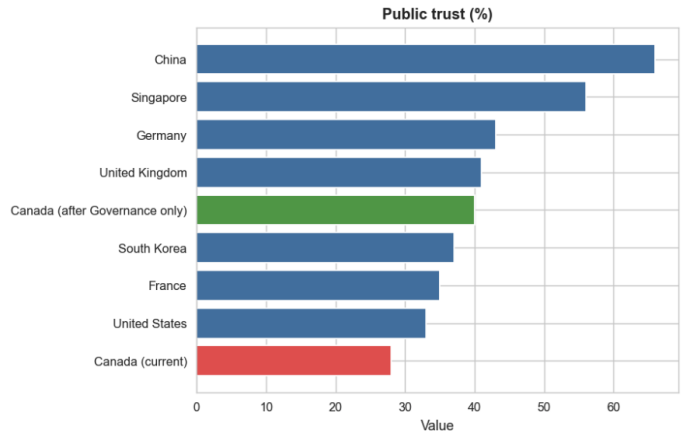 Public trust (%)
China
Singapore
Germany
United Kingdom
Canada (after Governance only)
South Korea
France
United States
Canada (current)
0 10 20 30 40 50 60
Value